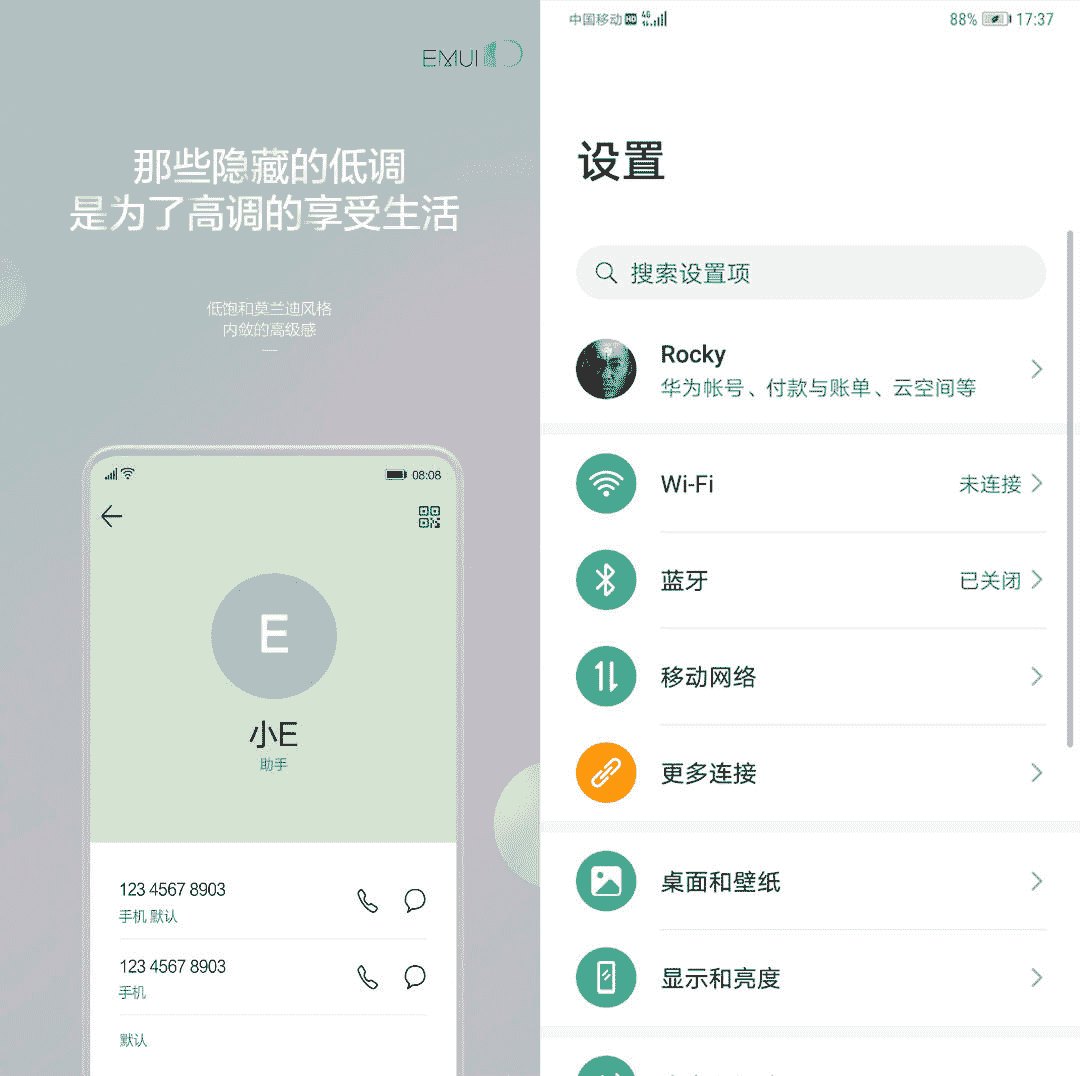 EMUI10
那些隐藏的低调
是为了高调的享受生活
低饱和莫兰迪风格
内敛的高级感
08:08
E
小E
助手
123 4567 8903
手机 默认
123 4567 8903
手机
默认
中国移动 HD 4G 88% 17:37
设置
搜索设置项
Rocky
华为帐号、付款与账单、云空间等
Wi-Fi 未连接
蓝牙 已关闭
移动网络
更多连接
桌面和壁纸
显示和亮度